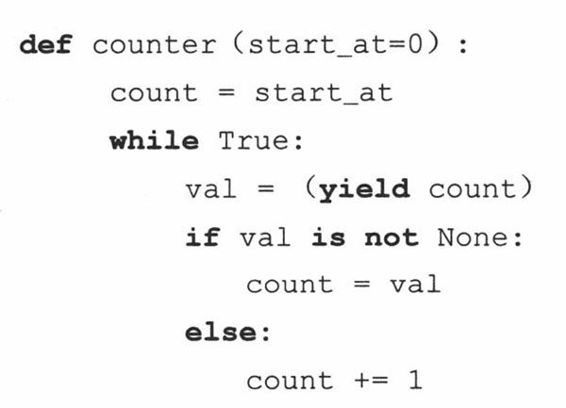 def counter (start_at=0) :
count = start_at
while True:
val = (yield count)
if val is not None:
count = val
else:
count += 1